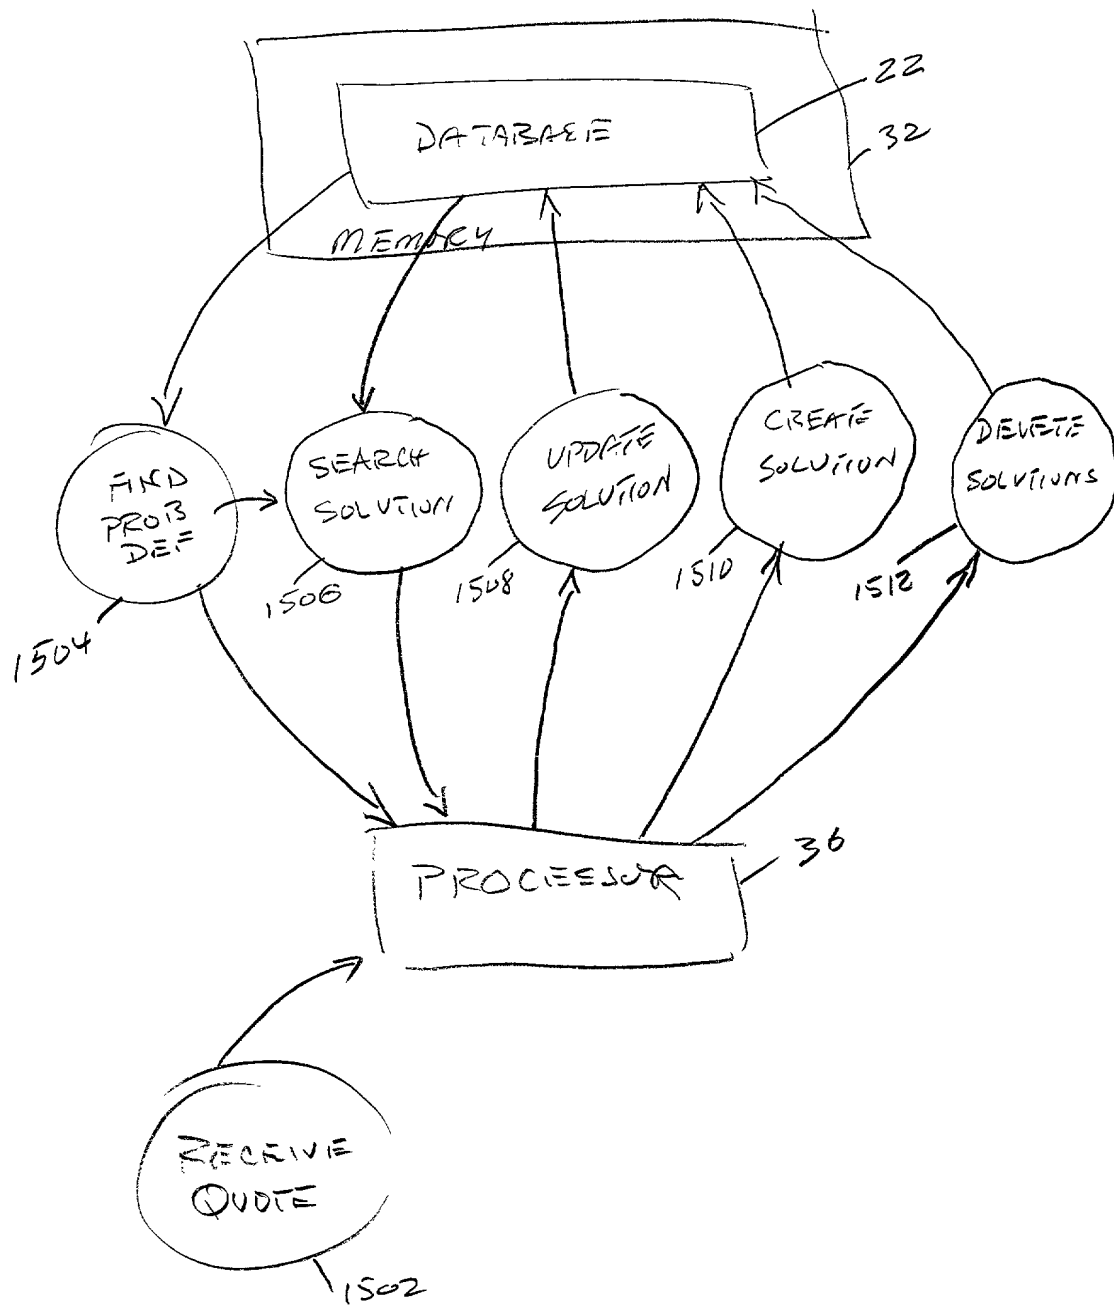 22
DATABASE
32
MEMORY
FIND
PROB
DEF
1504
SEARCH
SOLUTION
1506
UPDATE
SOLUTION
1508
CREATE
SOLUTION
1510
DELETE
SOLUTIONS
1512
PROCESSOR
36
RECEIVE
QUOTE
1502